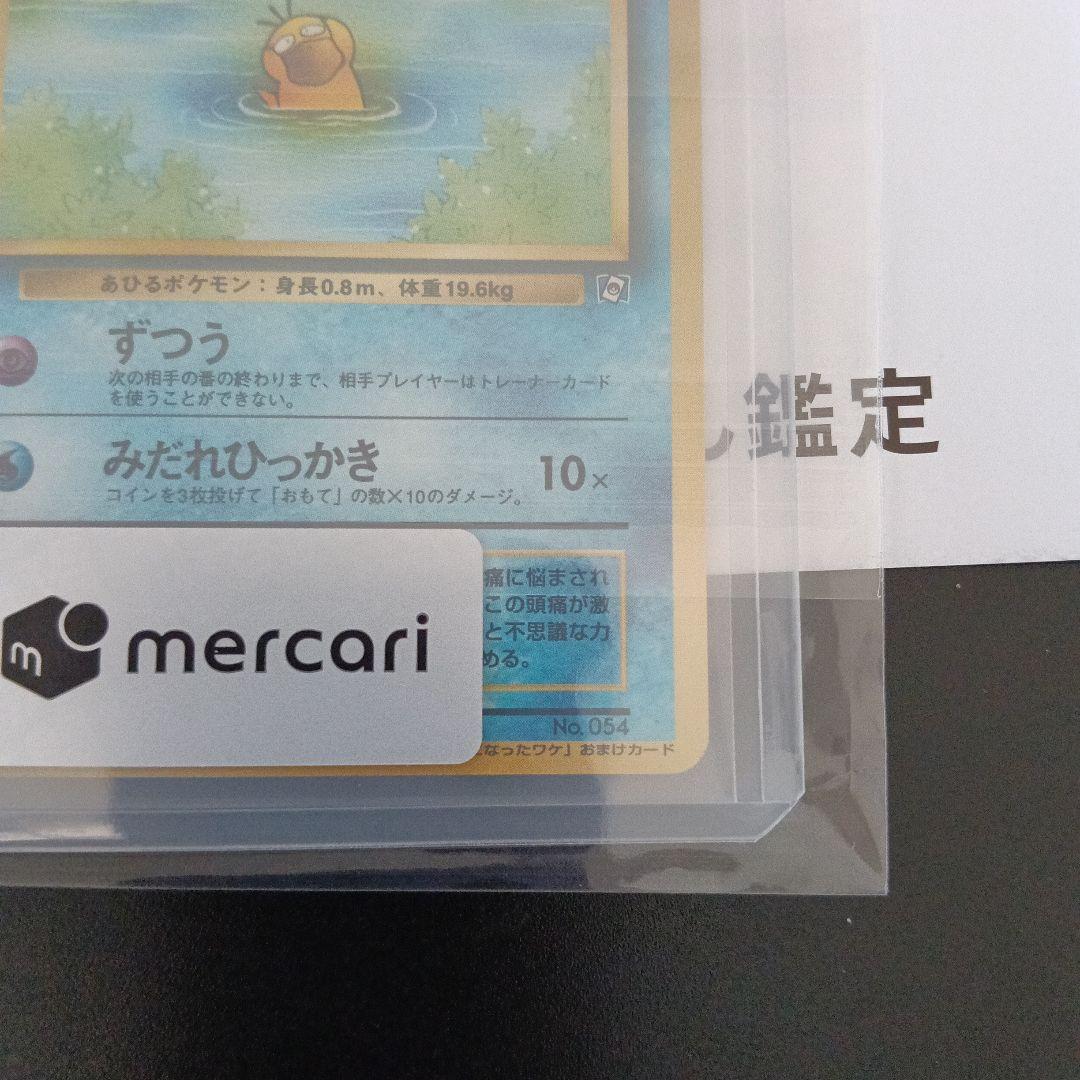 あひるポケモン：身長0.8m、体重19.6kg
ずつう
次の相手の番の終わりまで、相手プレイヤーはトレーナーカード
を使うことができない。
みだれひっかき 10×
コインを3枚投げて「おもて」の数×10のダメージ。
痛に悩まされ
この頭痛が激
と不思議な力
める。
No. 054
なったワケ」おまけカード
m mercari
鑑定